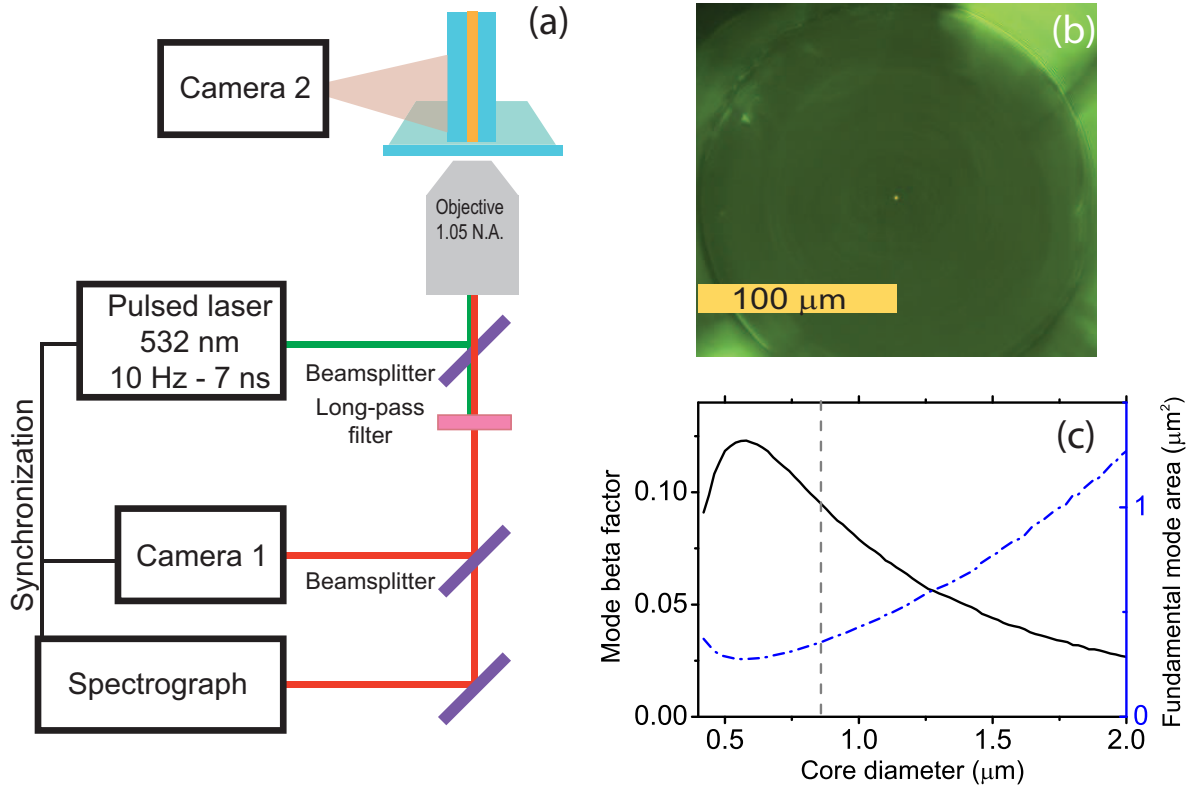 (a)
Camera 2
Objective
1.05 N.A.
Pulsed laser
532 nm
10 Hz - 7 ns
Beamsplitter
Long-pass
filter
Synchronization
Camera 1
Beamsplitter
Spectrograph
(b)
100 μm
(c)
Mode beta factor
0.10
0.05
0.00
0.5
1.0
1.5
2.0
Core diameter (μm)
1
0
Fundamental mode area (μm²)